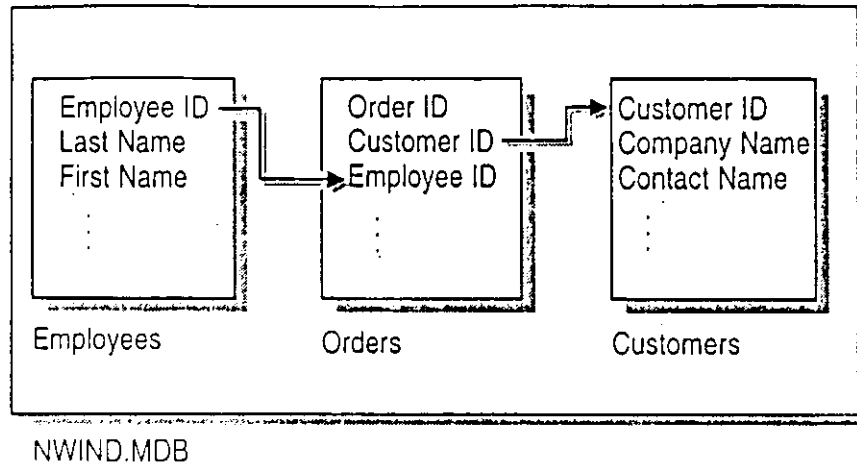 Employee ID
Last Name
First Name
Employees
Order ID
Customer ID
Employee ID
Orders
Customer ID
Company Name
Contact Name
Customers
NWIND.MDB